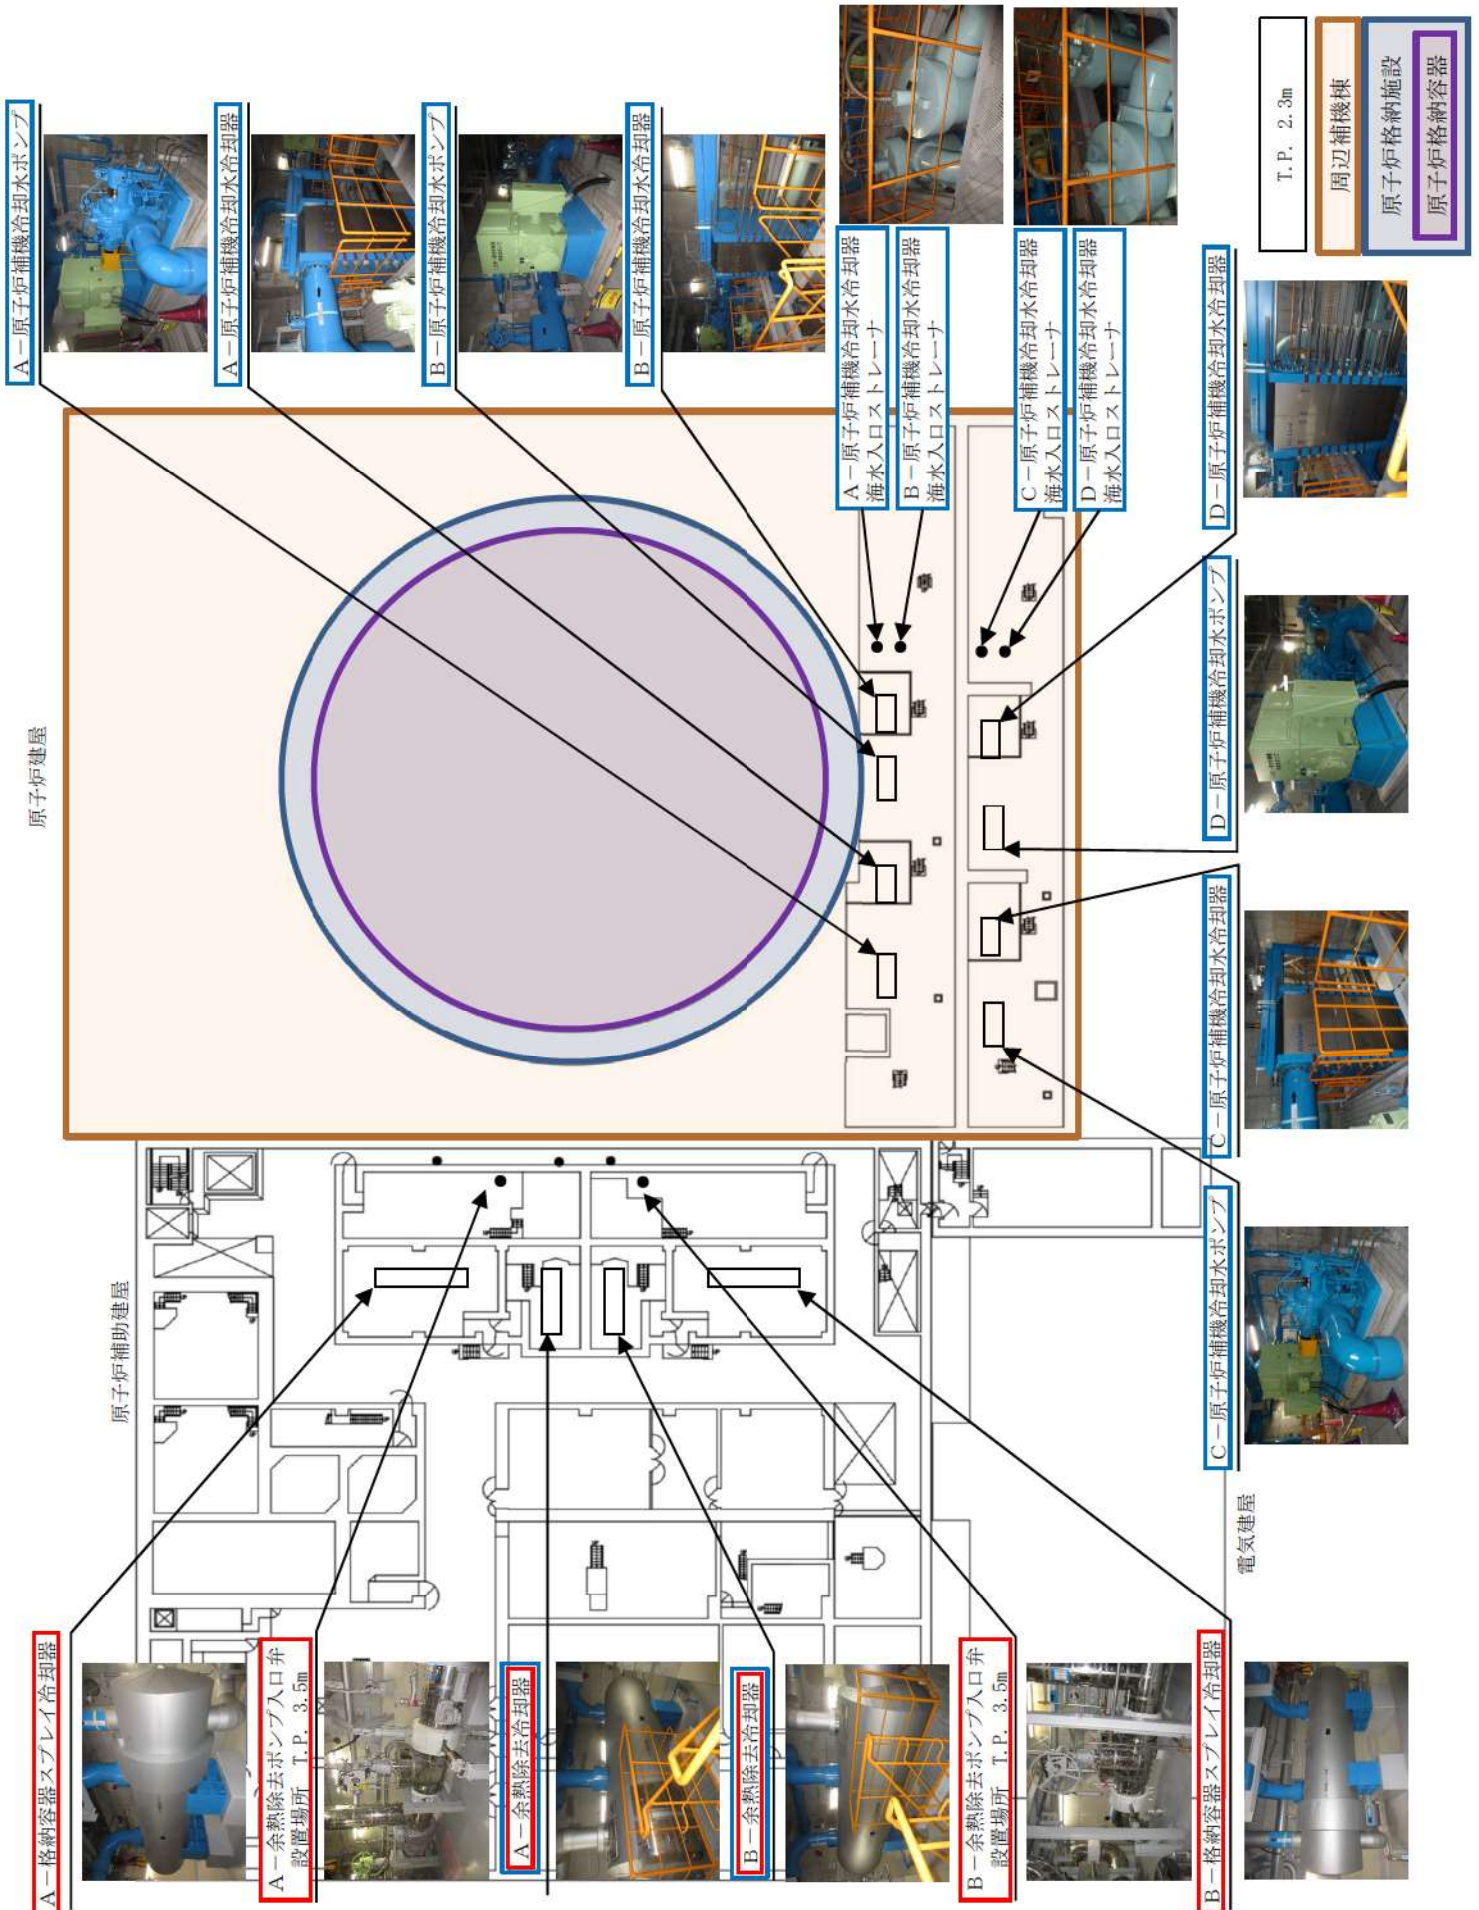 原子炉建屋
原子炉補助建屋
電気建屋
A－格納容器スプレイ冷却器
A－余熱除去ポンプ入口弁
設置場所　T.P. 3.5m
A－余熱除去冷却器
B－余熱除去冷却器
B－余熱除去ポンプ入口弁
設置場所　T.P. 3.5m
B－格納容器スプレイ冷却器
A－原子炉補機冷却水ポンプ
A－原子炉補機冷却水冷却器
B－原子炉補機冷却水ポンプ
B－原子炉補機冷却水冷却器
A－原子炉補機冷却水冷却器
海水入口ストレーナ
B－原子炉補機冷却水冷却器
海水入口ストレーナ
C－原子炉補機冷却水冷却器
海水入口ストレーナ
D－原子炉補機冷却水冷却器
海水入口ストレーナ
C－原子炉補機冷却水ポンプ
C－原子炉補機冷却水冷却器
D－原子炉補機冷却水ポンプ
D－原子炉補機冷却水冷却器
T.P. 2.3m
周辺補機棟
原子炉格納施設
原子炉格納容器